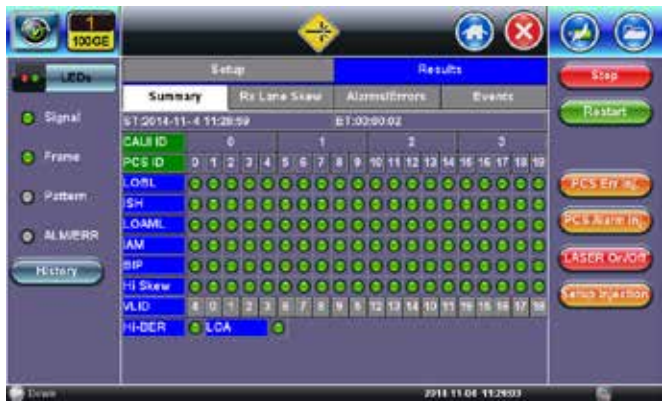 1
100GE
LEDs
Setup
Results
Stop
Summary
Rx Lane Skew
Alarms/Errors
Events
Restart
Signal
ST:2014-11-4 11:28:59
ET:00:00:02
CAUI ID 0 1 2 3
Frame
PCS ID 0 1 2 3 4 5 6 7 8 9 10 11 12 13 14 15 16 17 18 19
LOBL
PCS Err Inj.
Pattern
ISH
LOAML
PCS Alarm Inj.
ALM/ERR
IAM
BIP
LASER On/Off
History
Hi Skew
Setup Injection
VLID
HI-BER
LOA
Down